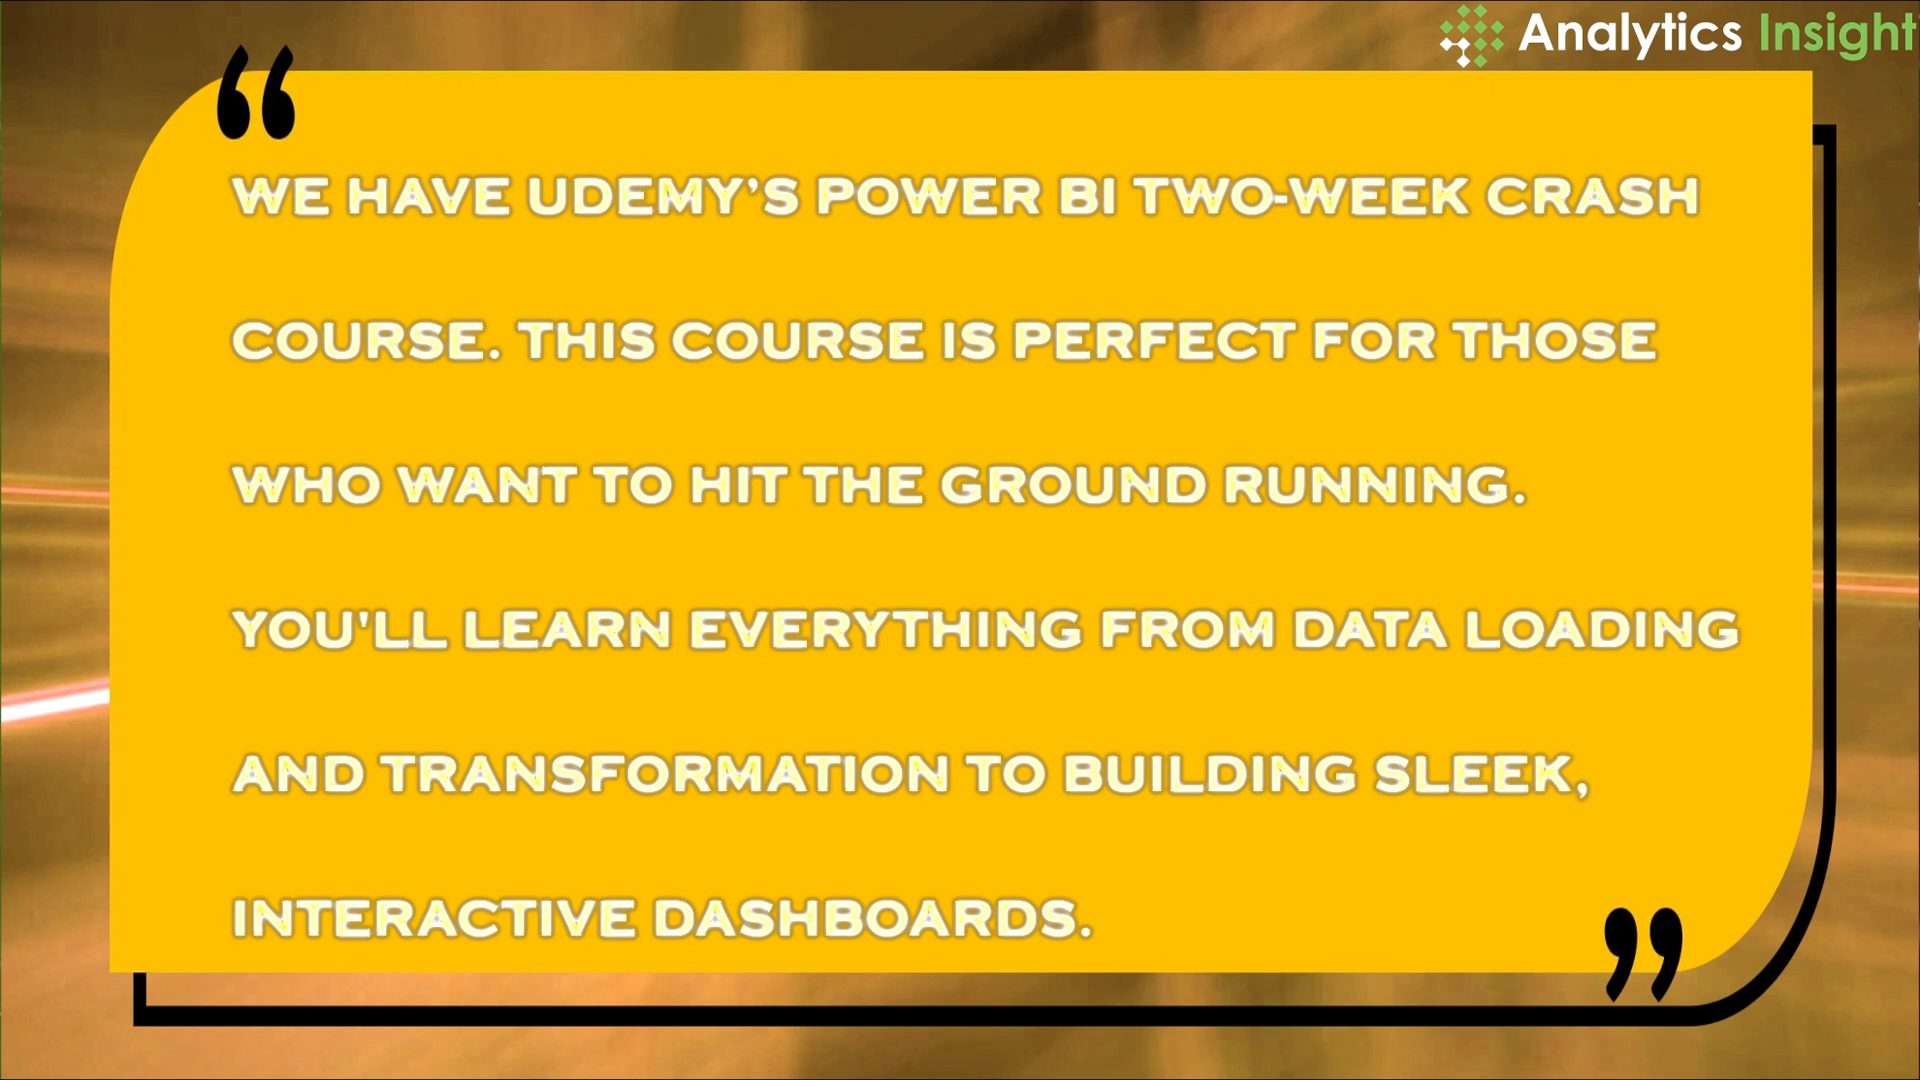 Analytics Insight
“
WE HAVE UDEMY’S POWER BI TWO-WEEK CRASH
COURSE. THIS COURSE IS PERFECT FOR THOSE
WHO WANT TO HIT THE GROUND RUNNING.
YOU'LL LEARN EVERYTHING FROM DATA LOADING
AND TRANSFORMATION TO BUILDING SLEEK,
INTERACTIVE DASHBOARDS.
”